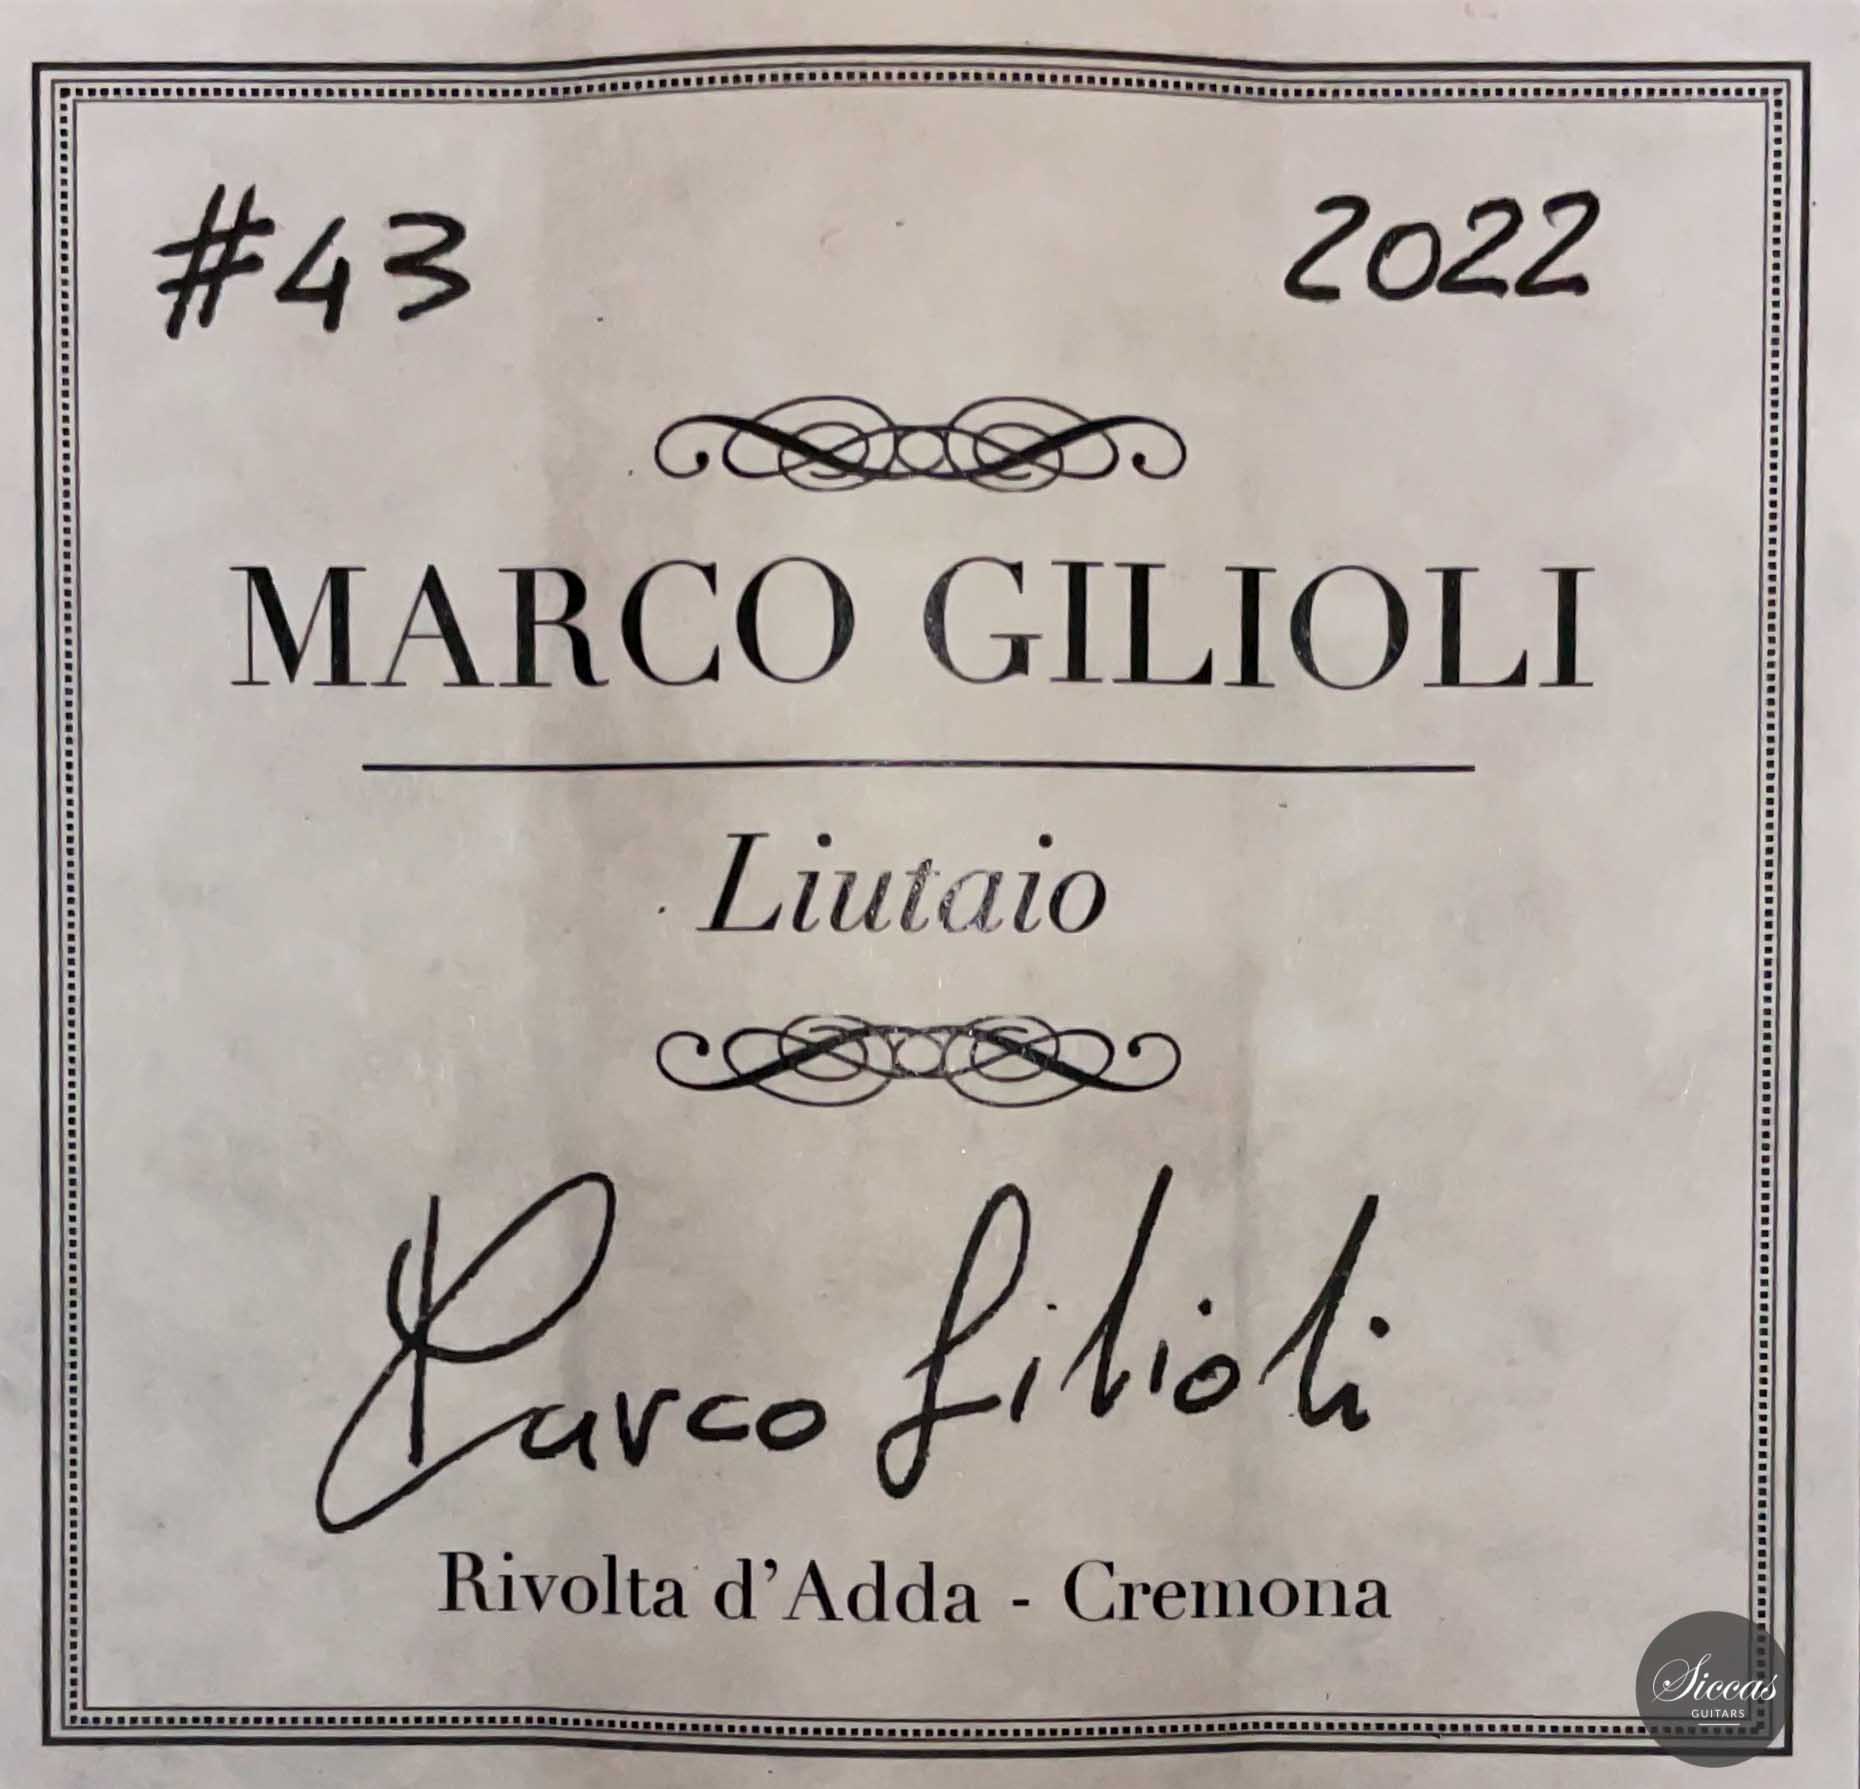 #43 2022
MARCO GILIOLI
Liutaio
Marco Gilioli
Rivolta d'Adda - Cremona
Siccas
GUITARS